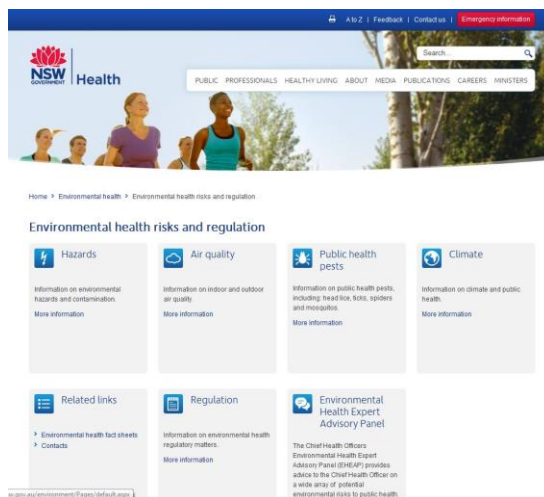 A to Z | Feedback | Contact us | Emergency information
Search...
NSW
GOVERNMENT
Health
PUBLIC PROFESSIONALS HEALTHY LIVING ABOUT MEDIA PUBLICATIONS CAREERS MINISTERS
Home > Environmental health > Environmental health risks and regulation
Environmental health risks and regulation
Hazards
Information on environmental
hazards and contamination.
More information
Air quality
Information on indoor and outdoor
air quality.
More information
Public health
pests
Information on public health pests,
including: head lice, ticks, spiders
and mosquitos.
More information
Climate
Information on climate and public
health.
More information
Related links
Environmental health fact sheets
Contacts
Regulation
Information on environmental health
regulatory matters.
More information
Environmental
Health Expert
Advisory Panel
The Chief Health Officers
Environmental Health Expert
Advisory Panel (EHEAP) provides
advice to the Chief Health Officer on
a wide array of potential
environmental risks to public health.
w.gov.au/environment/Pages/default.aspx